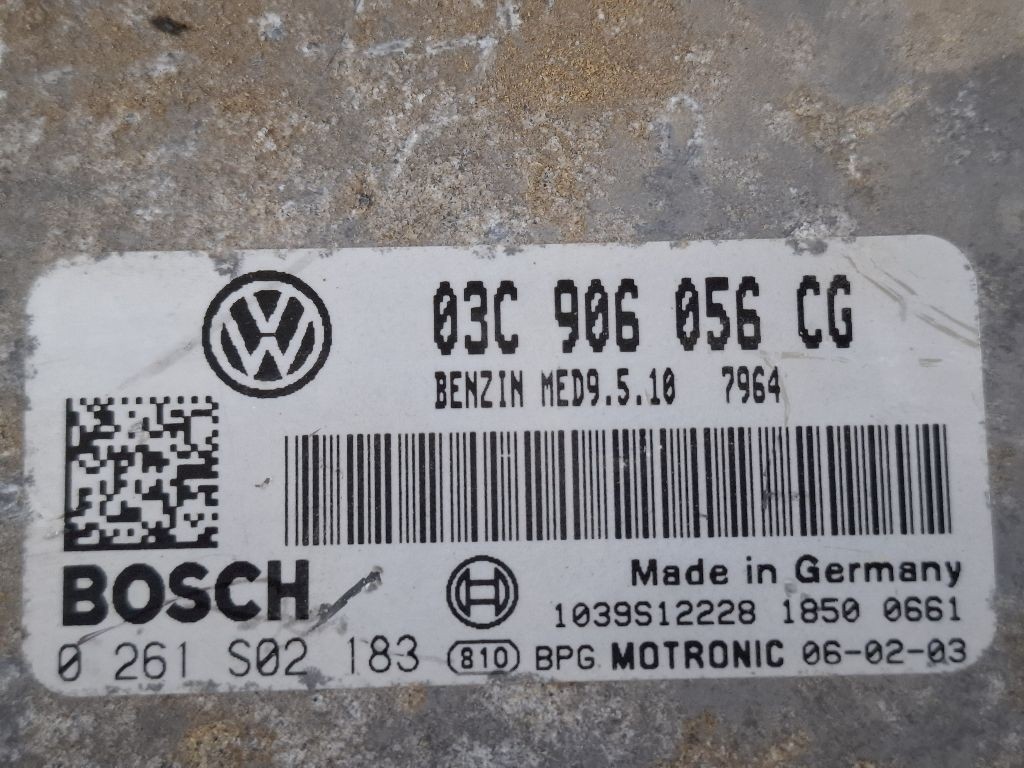 03C 906 056 CG
BENZIN MED9.5.10 7964
BOSCH
Made in Germany
1039S12228 1850 0661
0 261 S02 183 (810) BPG MOTRONIC 06-02-03